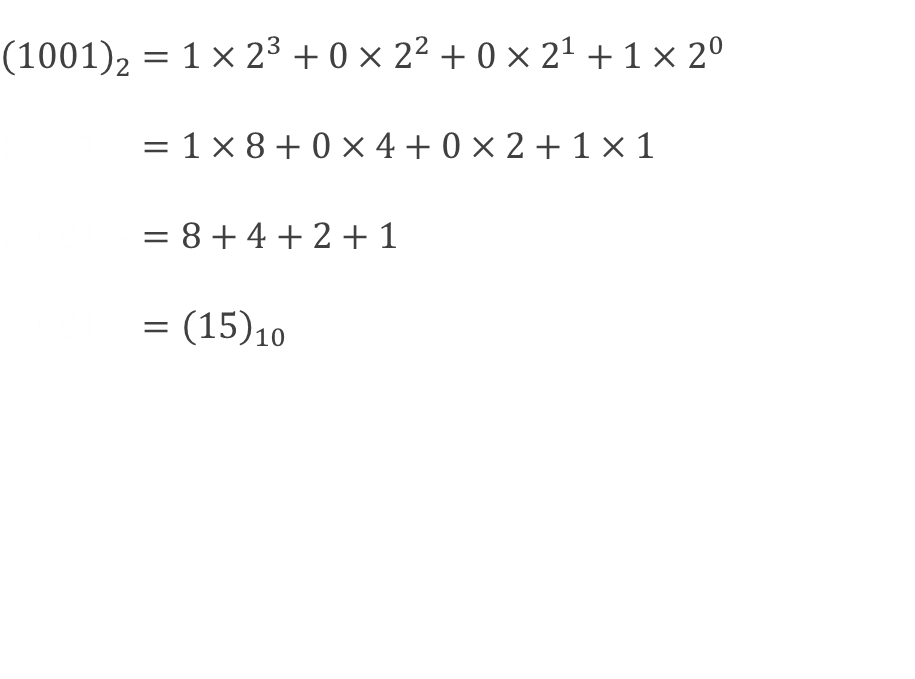 (1001)₂ = 1 × 2³ + 0 × 2² + 0 × 2¹ + 1 × 2⁰
= 1 × 8 + 0 × 4 + 0 × 2 + 1 × 1
= 8 + 4 + 2 + 1
= (15)₁₀